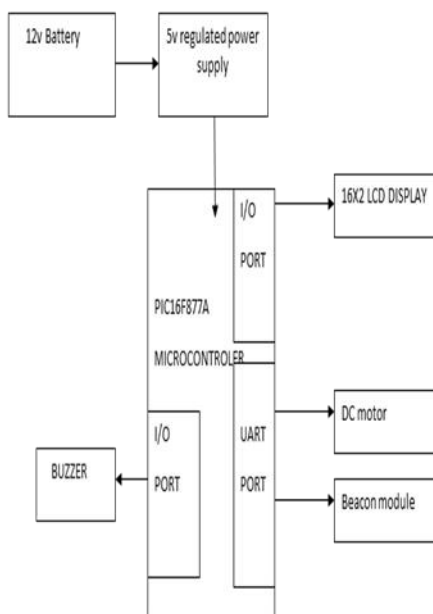 12v Battery
5v regulated power
supply
I/O
PORT
16X2 LCD DISPLAY
PIC16F877A
MICROCONTROLER
I/O
PORT
UART
PORT
DC motor
BUZZER
Beacon module